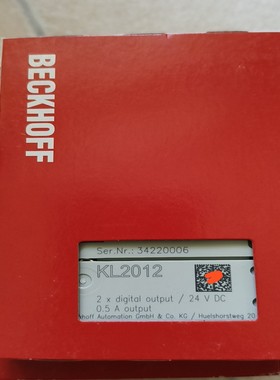 BECKHOFF
Ser.Nr.: 34220006
KL2012
2 x digital output / 24 V DC
0.5 A output
hoff Automation GmbH & Co. KG / Huelshorstweg 20